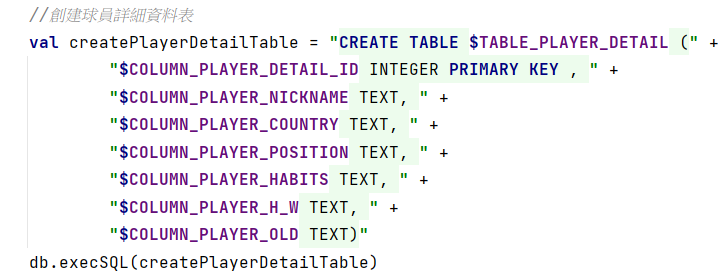 //創建球員詳細資料表
val createPlayerDetailTable = "CREATE TABLE $TABLE_PLAYER_DETAIL (" +
"$COLUMN_PLAYER_DETAIL_ID INTEGER PRIMARY KEY , " +
"$COLUMN_PLAYER_NICKNAME TEXT, " +
"$COLUMN_PLAYER_COUNTRY TEXT, " +
"$COLUMN_PLAYER_POSITION TEXT, " +
"$COLUMN_PLAYER_HABITS TEXT, " +
"$COLUMN_PLAYER_H_W TEXT, " +
"$COLUMN_PLAYER_OLD TEXT)"
db.execSQL(createPlayerDetailTable)